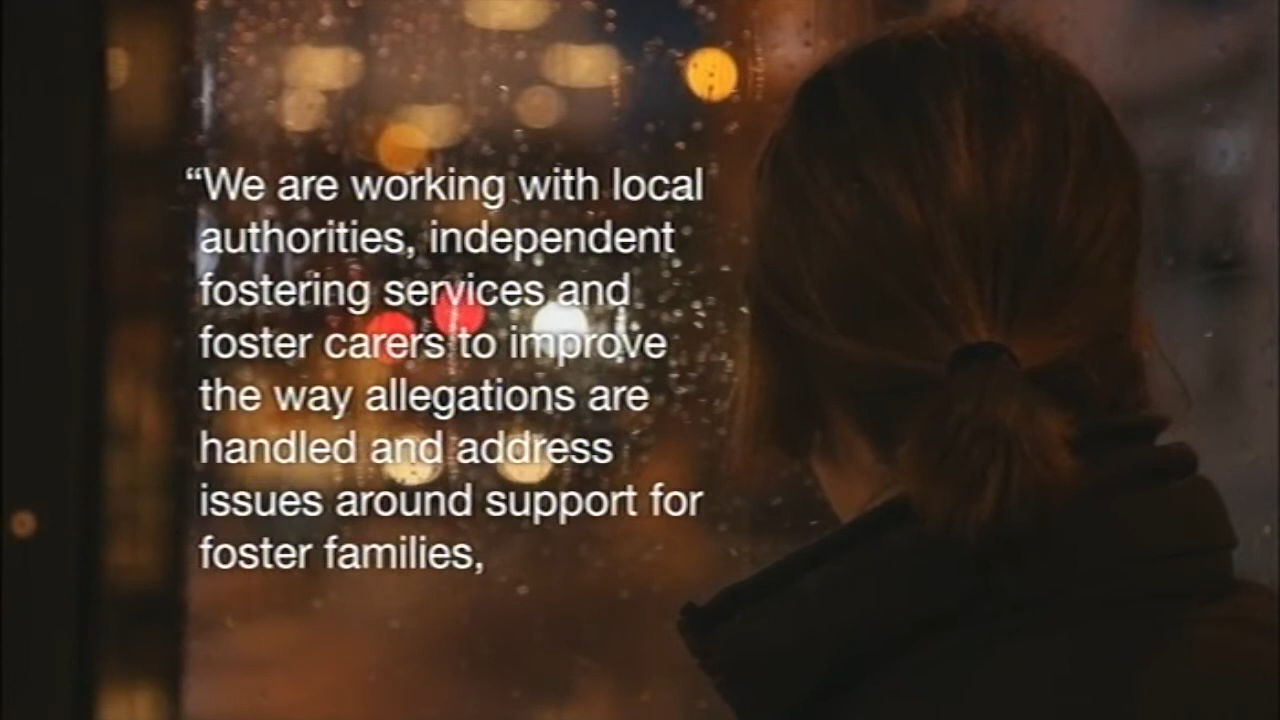 “We are working with local
authorities, independent
fostering services and
foster carers to improve
the way allegations are
handled and address
issues around support for
foster families,